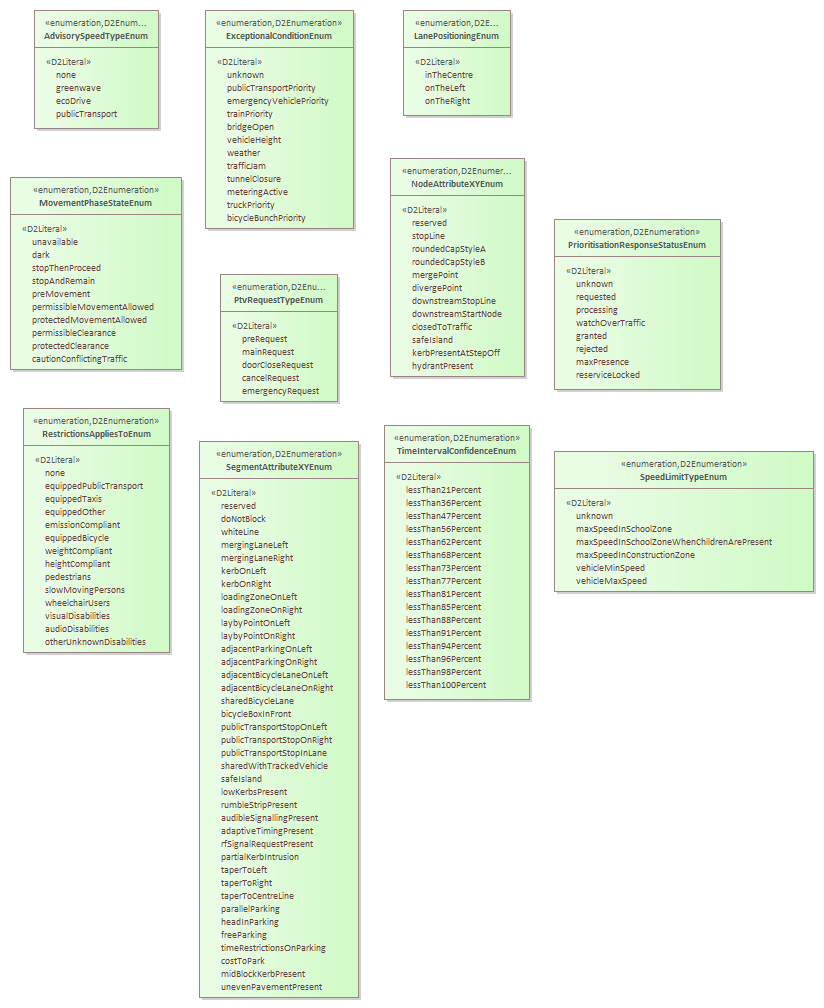 «enumeration,D2Enum...
AdvisorySpeedTypeEnum
«D2Literal»
none
greenwave
ecoDrive
publicTransport
«enumeration,D2Enumeration»
ExceptionalConditionEnum
«D2Literal»
unknown
publicTransportPriority
emergencyVehiclePriority
trainPriority
bridgeOpen
vehicleHeight
weather
trafficJam
tunnelClosure
meteringActive
truckPriority
bicycleBunchPriority
«enumeration,D2E...
LanePositioningEnum
«D2Literal»
inTheCentre
onTheLeft
onTheRight
«enumeration,D2Enumeration»
MovementPhaseStateEnum
«D2Literal»
unavailable
dark
stopThenProceed
stopAndRemain
preMovement
permissibleMovementAllowed
protectedMovementAllowed
permissibleClearance
protectedClearance
cautionConflictingTraffic
«enumeration,D2Enumer...
NodeAttributeXYEnum
«D2Literal»
reserved
stopLine
roundedCapStyleA
roundedCapStyleB
mergePoint
divergePoint
downstreamStopLine
downstreamStartNode
closedToTraffic
safeIsland
kerbPresentAtStepOff
hydrantPresent
«enumeration,D2Enumeration»
PrioritisationResponseStatusEnum
«D2Literal»
unknown
requested
processing
watchOverTraffic
granted
rejected
maxPresence
reserviceLocked
«enumeration,D2Enu...
PtvRequestTypeEnum
«D2Literal»
preRequest
mainRequest
doorCloseRequest
cancelRequest
emergencyRequest
«enumeration,D2Enumeration»
RestrictionsAppliesToEnum
«D2Literal»
none
equippedPublicTransport
equippedTaxis
equippedOther
emissionCompliant
equippedBicycle
weightCompliant
heightCompliant
pedestrians
slowMovingPersons
wheelchairUsers
visualDisabilities
audioDisabilities
otherUnknownDisabilities
«enumeration,D2Enumeration»
SegmentAttributeXYEnum
«D2Literal»
reserved
doNotBlock
whiteLine
mergingLaneLeft
mergingLaneRight
kerbOnLeft
kerbOnRight
loadingZoneOnLeft
loadingZoneOnRight
laybyPointOnLeft
laybyPointOnRight
adjacentParkingOnLeft
adjacentParkingOnRight
adjacentBicycleLaneOnLeft
adjacentBicycleLaneOnRight
sharedBicycleLane
bicycleBoxInFront
publicTransportStopOnLeft
publicTransportStopOnRight
publicTransportStopInLane
sharedWithTrackedVehicle
safeIsland
lowKerbsPresent
rumbleStripPresent
audibleSignallingPresent
adaptiveTimingPresent
rfSignalRequestPresent
partialKerbIntrusion
taperToLeft
taperToRight
taperToCentreLine
parallelParking
headInParking
freeParking
timeRestrictionsOnParking
costToPark
midBlockKerbPresent
unevenPavementPresent
«enumeration,D2Enumeration»
TimeIntervalConfidenceEnum
«D2Literal»
lessThan21Percent
lessThan36Percent
lessThan47Percent
lessThan56Percent
lessThan62Percent
lessThan68Percent
lessThan73Percent
lessThan77Percent
lessThan81Percent
lessThan85Percent
lessThan88Percent
lessThan91Percent
lessThan94Percent
lessThan96Percent
lessThan98Percent
lessThan100Percent
«enumeration,D2Enumeration»
SpeedLimitTypeEnum
«D2Literal»
unknown
maxSpeedInSchoolZone
maxSpeedInSchoolZoneWhenChildrenArePresent
maxSpeedInConstructionZone
vehicleMinSpeed
vehicleMaxSpeed